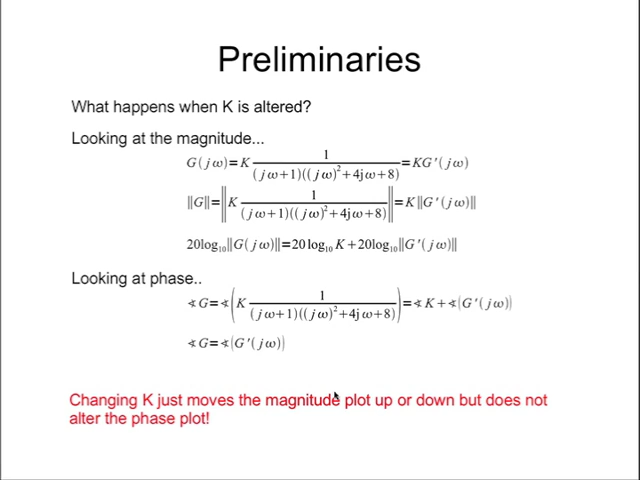 Preliminaries
What happens when K is altered?
Looking at the magnitude...
G(jω)=K 1/((jω+1)((jω)²+4jω+8))=KG'(jω)
‖G‖=‖K 1/((jω+1)((jω)²+4jω+8))‖=K‖G'(jω)‖
20log₁₀‖G(jω)‖=20log₁₀K+20log₁₀‖G'(jω)‖
Looking at phase..
∢G=∢(K 1/((jω+1)((jω)²+4jω+8)))=∢K+∢(G'(jω))
∢G=∢(G'(jω))
Changing K just moves the magnitude plot up or down but does not
alter the phase plot!